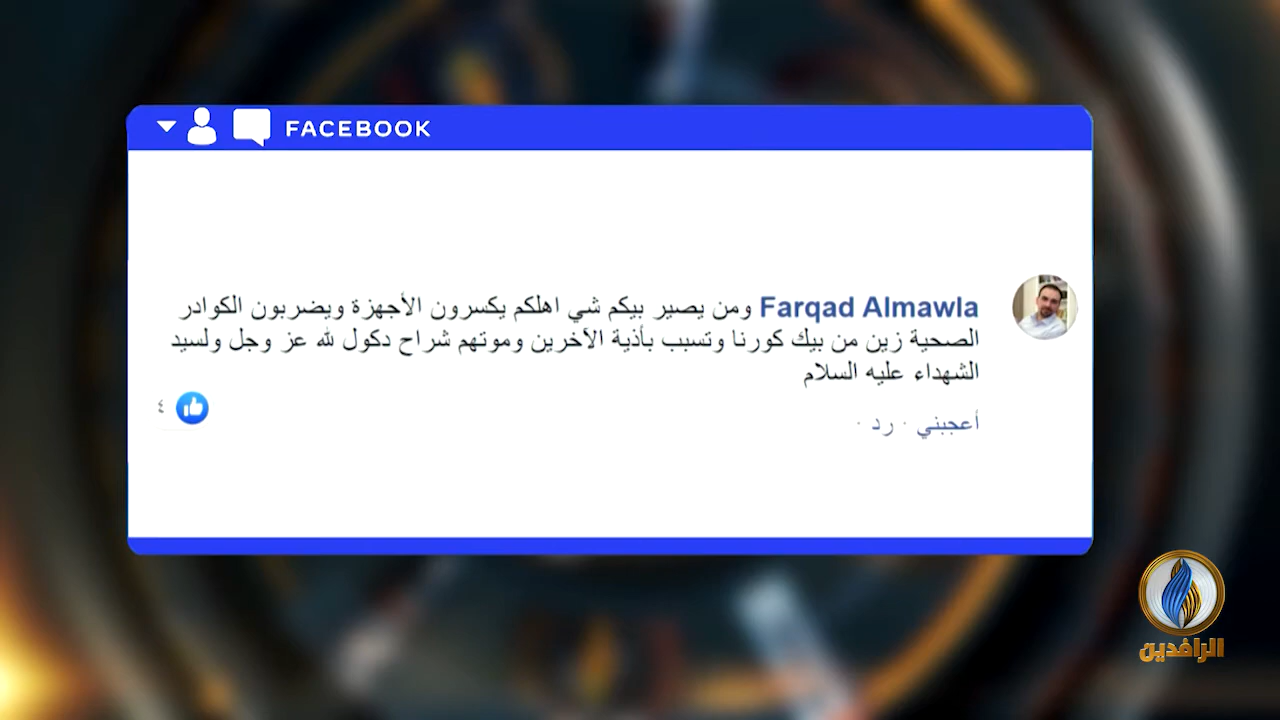 FACEBOOK
Farqad Almawla ومن يصير بيكم شي اهلكم يكسرون الأجهزة ويضربون الكوادر
الصحية زين من بيك كورنا وتسبب بأذية الآخرين وموتهم شراح دكول لله عز وجل ولسيد
الشهداء عليه السلام
٤
أعجبني · رد ·
الرافدين